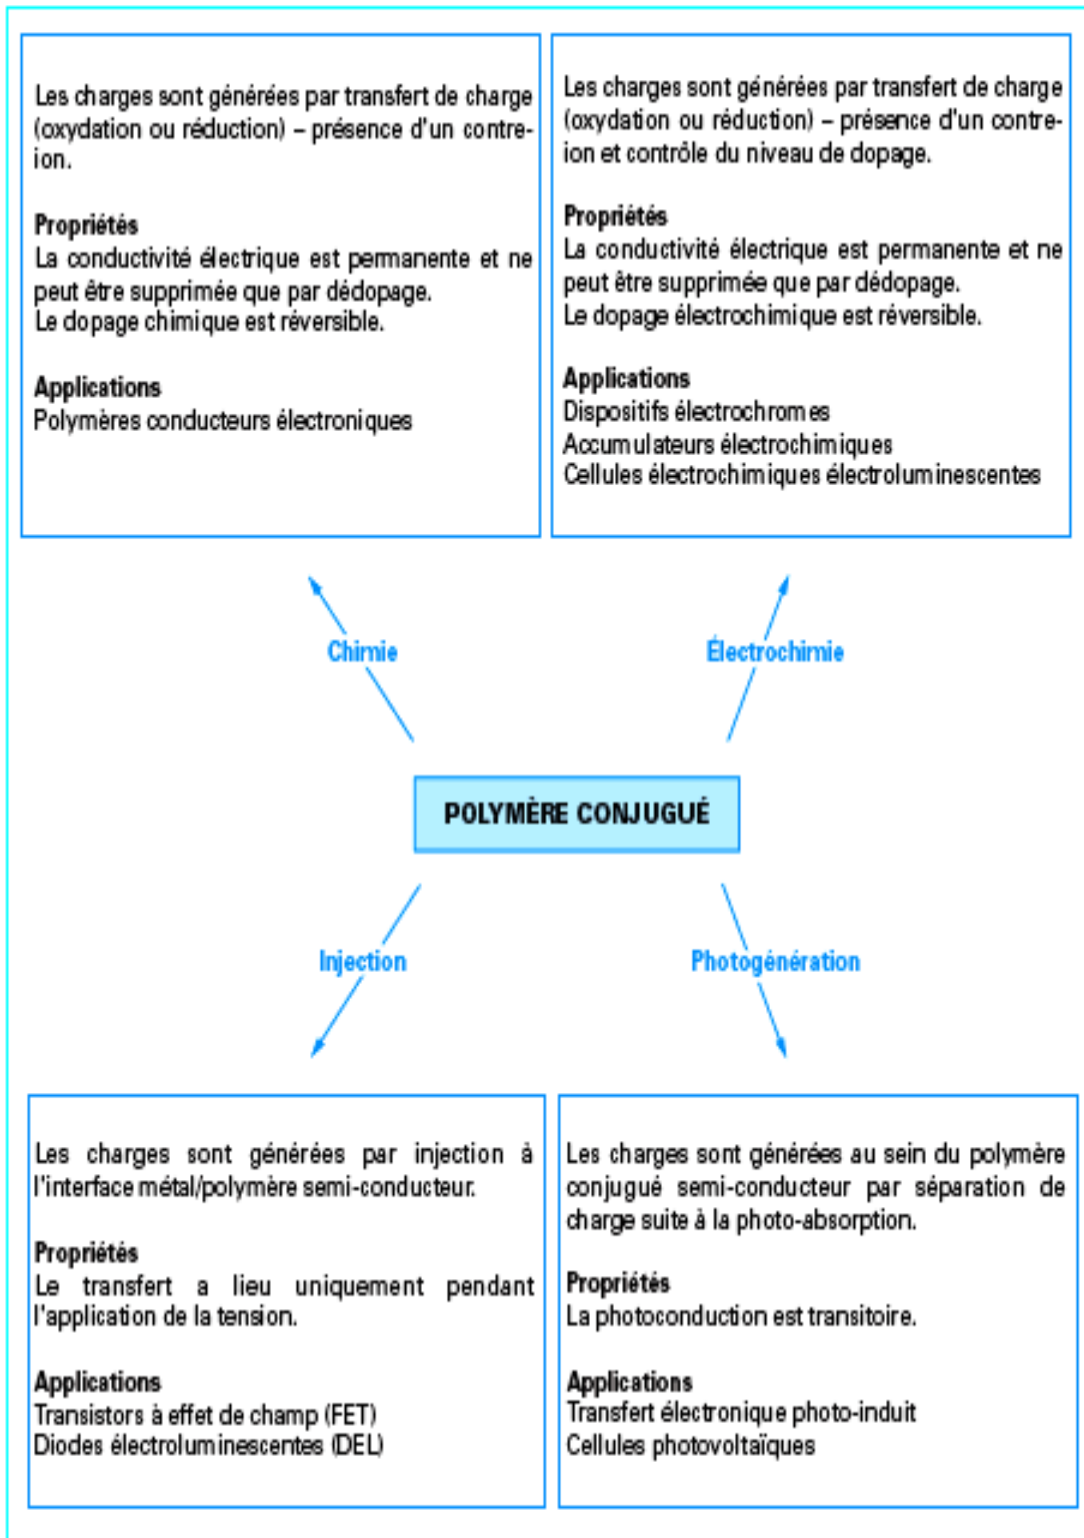 Les charges sont générées par transfert de charge
(oxydation ou réduction) – présence d'un contre-
ion.
Propriétés
La conductivité électrique est permanente et ne
peut être supprimée que par dédopage.
Le dopage chimique est réversible.
Applications
Polymères conducteurs électroniques
Les charges sont générées par transfert de charge
(oxydation ou réduction) – présence d'un contre-
ion et contrôle du niveau de dopage.
Propriétés
La conductivité électrique est permanente et ne
peut être supprimée que par dédopage.
Le dopage électrochimique est réversible.
Applications
Dispositifs électrochromes
Accumulateurs électrochimiques
Cellules électrochimiques électroluminescentes
Chimie
Électrochimie
POLYMÈRE CONJUGUÉ
Injection
Photogénération
Les charges sont générées par injection à
l'interface métal/polymère semi-conducteur.
Propriétés
Le transfert a lieu uniquement pendant
l'application de la tension.
Applications
Transistors à effet de champ (FET)
Diodes électroluminescentes (DEL)
Les charges sont générées au sein du polymère
conjugué semi-conducteur par séparation de
charge suite à la photo-absorption.
Propriétés
La photoconduction est transitoire.
Applications
Transfert électronique photo-induit
Cellules photovoltaïques